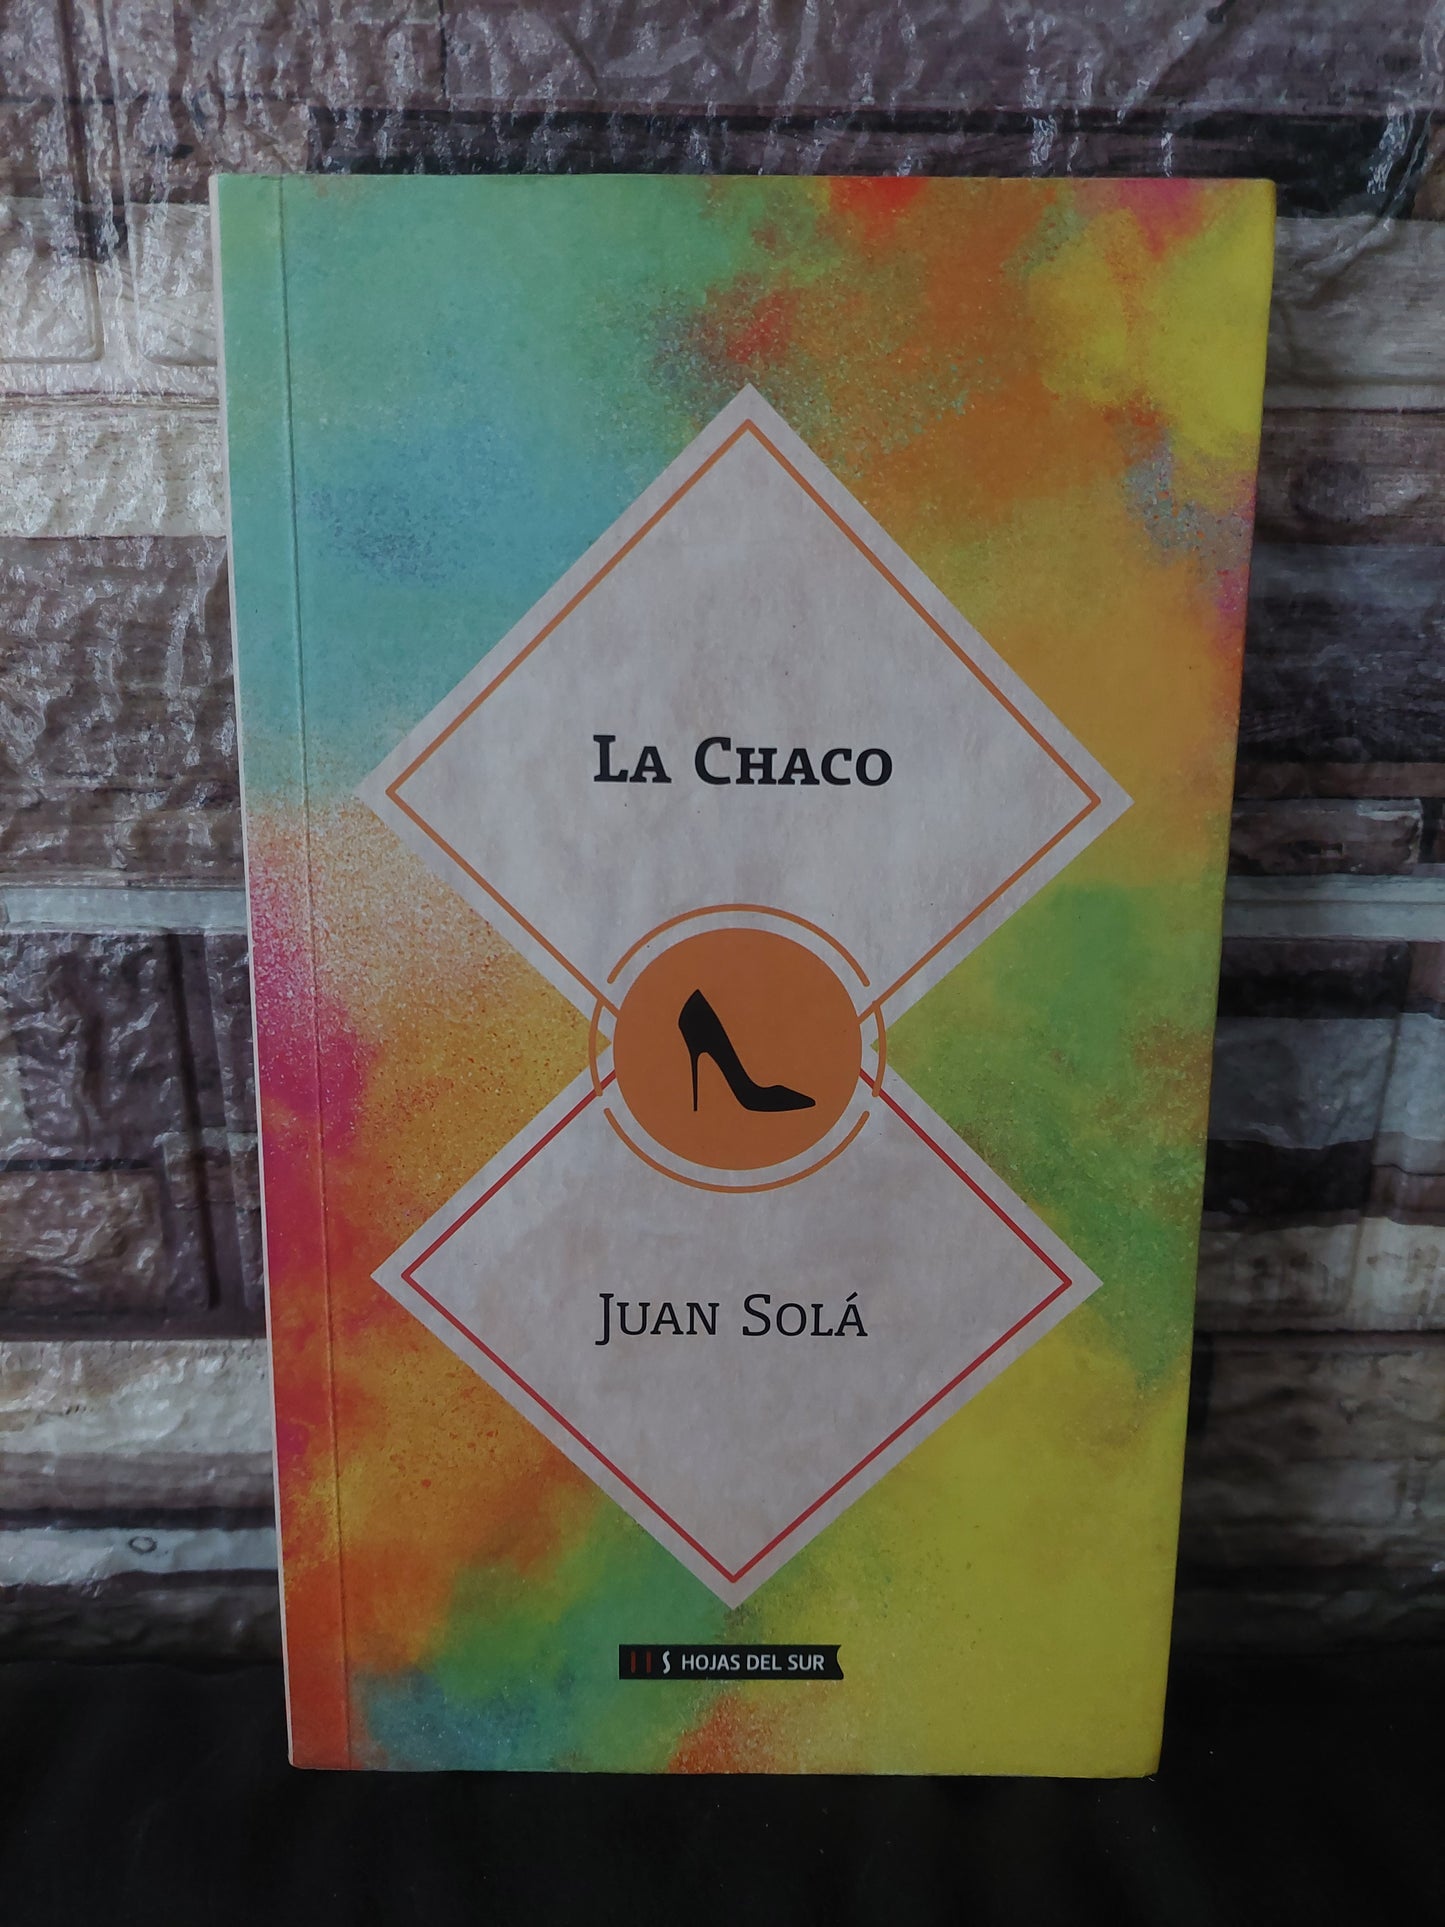 La Chaco
Juan Solá
HS HOJAS DEL SUR